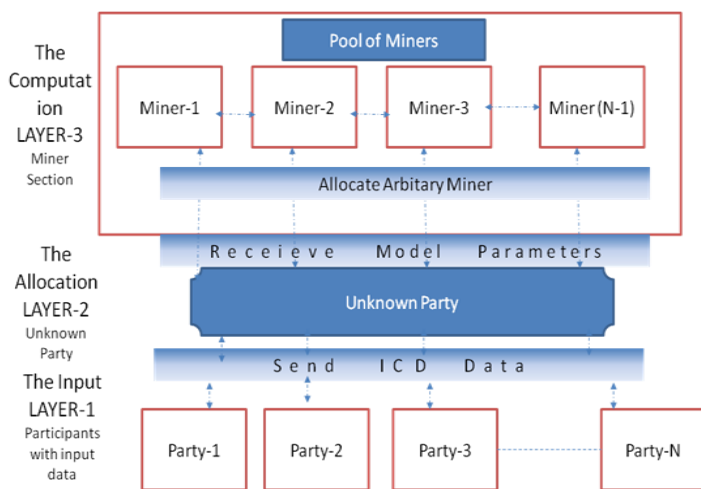 The
Computat
ion
LAYER-3
Miner
Section
Pool of Miners
Miner-1
Miner-2
Miner-3
Miner (N-1)
Allocate Arbitary Miner
The
Allocation
LAYER-2
Unknown
Party
Receieve Model Parameters
Unknown Party
Send ICD Data
The Input
LAYER-1
Participants
with input
data
Party-1
Party-2
Party-3
Party-N